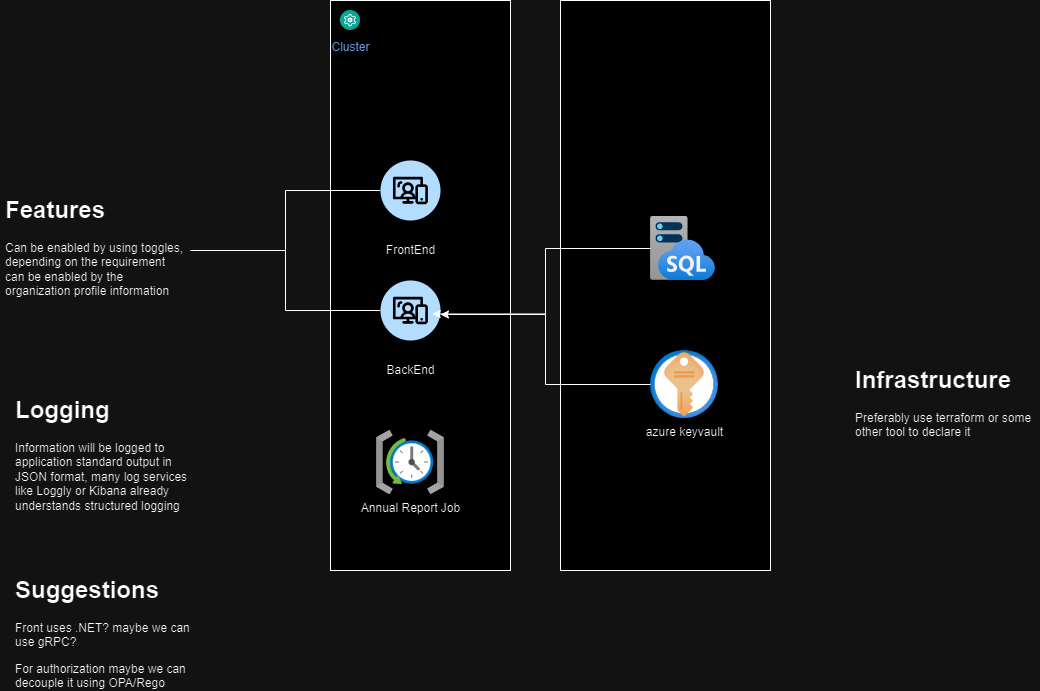 Cluster
FrontEnd
Features
Can be enabled by using toggles,
depending on the requirement
can be enabled by the
organization profile information
SQL
BackEnd
azure keyvault
Infrastructure
Preferably use terraform or some
other tool to declare it
Logging
Information will be logged to
application standard output in
JSON format, many log services
like Loggly or Kibana already
understands structured logging
Annual Report Job
Suggestions
Front uses .NET? maybe we can
use gRPC?
For authorization maybe we can
decouple it using OPA/Rego